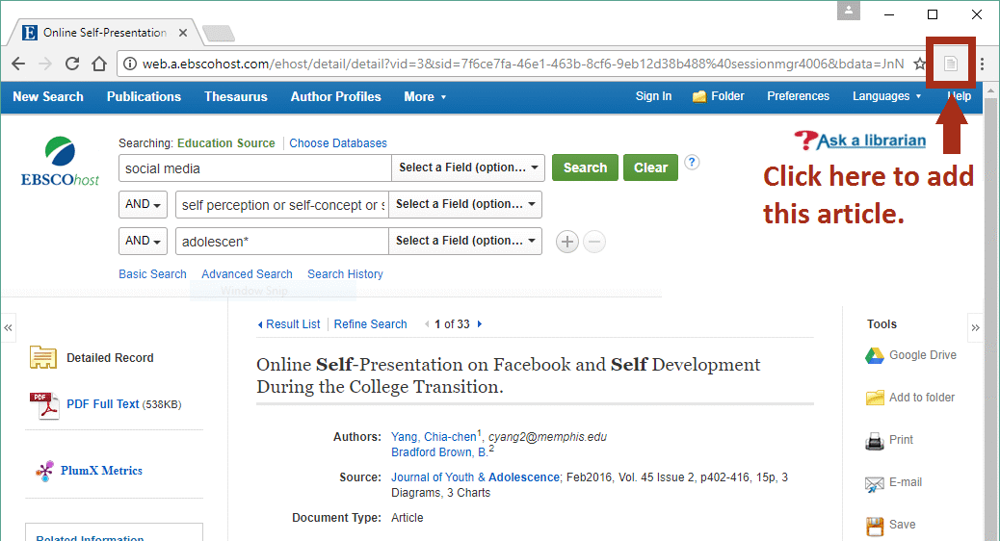 Online Self-Presentation
web.a.ebscohost.com/ehost/detail/detail?vid=3&sid=7f6ce7fa-46e1-463b-8cf6-9eb12d38b488%40sessionmgr4006&bdata=JnN
New Search Publications Thesaurus Author Profiles More Sign In Folder Preferences Languages Help
Searching: Education Source Choose Databases
social media Select a Field (option... Search Clear ?
AND self perception or self-concept or s Select a Field (option...
AND adolescen* Select a Field (option...
Basic Search Advanced Search Search History
Window Snip
EBSCOhost
?Ask a librarian
Click here to add
this article.
« Result List Refine Search 1 of 33 »
Detailed Record
PDF PDF Full Text (538KB)
PlumX Metrics
Related Information
Online Self-Presentation on Facebook and Self Development
During the College Transition.
Authors: Yang, Chia-chen1, cyang2@memphis.edu
Bradford Brown, B.2
Source: Journal of Youth & Adolescence; Feb2016, Vol. 45 Issue 2, p402-416, 15p, 3
Diagrams, 3 Charts
Document Type: Article
Tools
Google Drive
Add to folder
Print
E-mail
Save